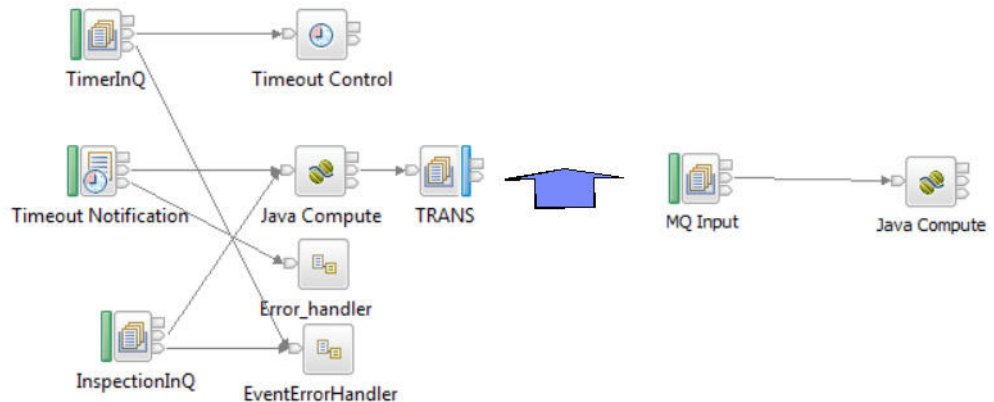 TimerInQ
Timeout Control
Timeout Notification
Java Compute
TRANS
MQ Input
Java Compute
Error_handler
InspectionInQ
EventErrorHandler